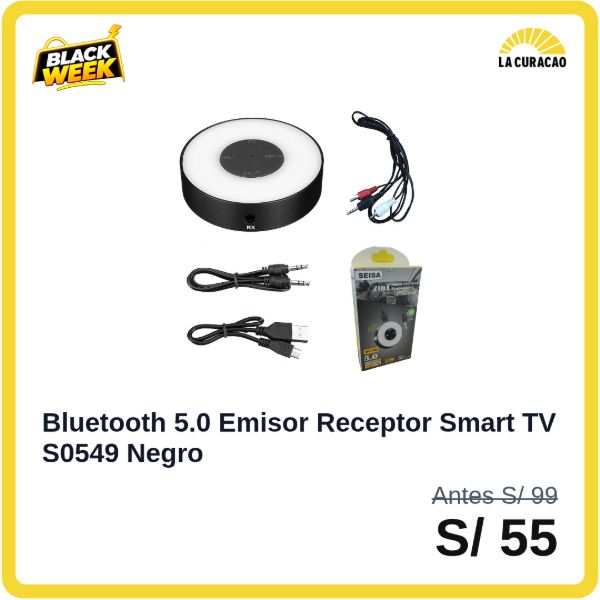 BLACK
WEEK
LA CURACAO
RX
SEISA
2in1
5.0
Bluetooth 5.0 Emisor Receptor Smart TV
S0549 Negro
Antes S/ 99
S/ 55